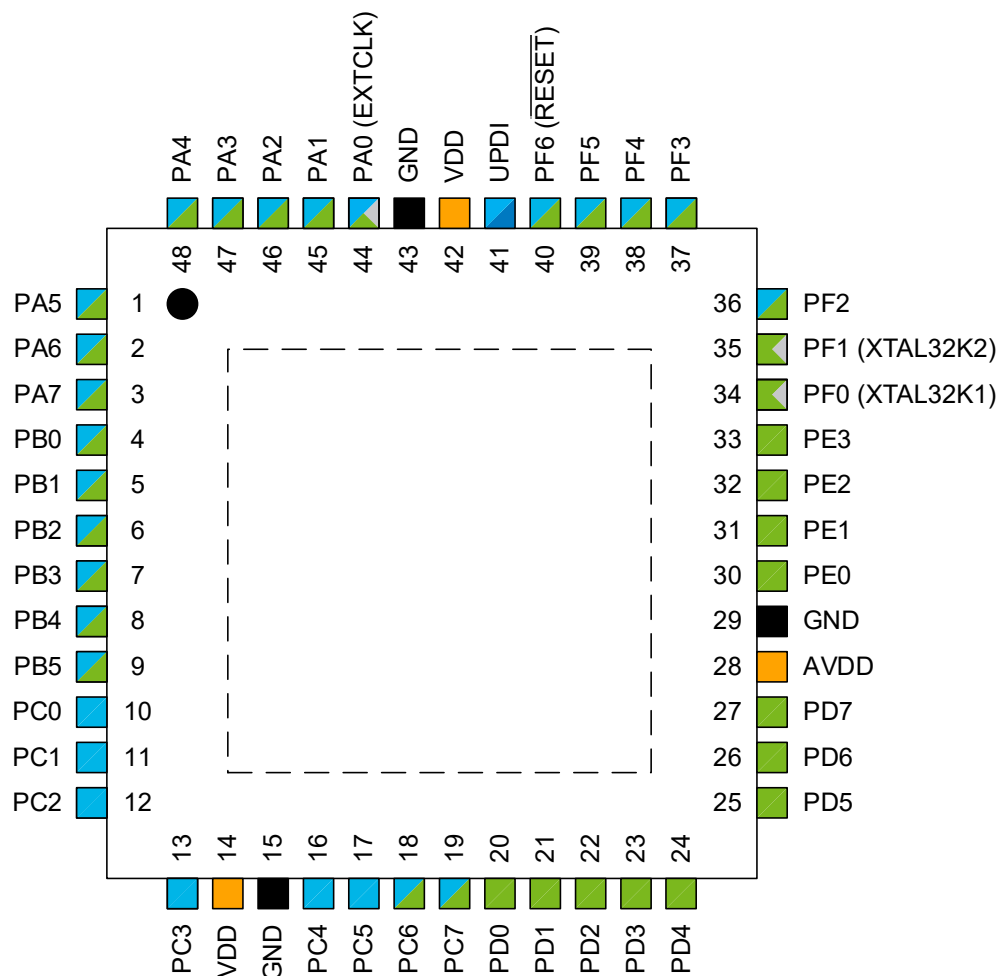 PA4 PA3 PA2 PA1 PA0 (EXTCLK) GND VDD UPDI PF6 (RESET) PF5 PF4 PF3
48 47 46 45 44 43 42 41 40 39 38 37
PA5 1 36 PF2
PA6 2 35 PF1 (XTAL32K2)
PA7 3 34 PF0 (XTAL32K1)
PB0 4 33 PE3
PB1 5 32 PE2
PB2 6 31 PE1
PB3 7 30 PE0
PB4 8 29 GND
PB5 9 28 AVDD
PC0 10 27 PD7
PC1 11 26 PD6
PC2 12 25 PD5
13 14 15 16 17 18 19 20 21 22 23 24
PC3 VDD GND PC4 PC5 PC6 PC7 PD0 PD1 PD2 PD3 PD4